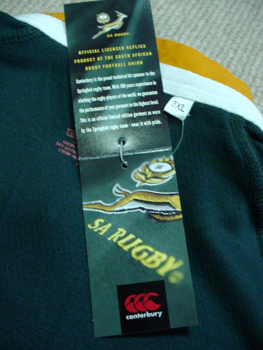 SA RUGBY
OFFICIAL LICENSED REPLICA
PRODUCT OF THE SOUTH AFRICAN
RUGBY FOOTBALL UNION
Canterbury is the proud technical kit sponsor to the
Springbok rugby team. With 100 years experience in
clothing the rugby players of the world, we guarantee
the performance of your garment to the highest level.
This is an official limited edition garment as worn
by the Springbok rugby team - wear it with pride.
3XL
SA RUGBY
canterbury